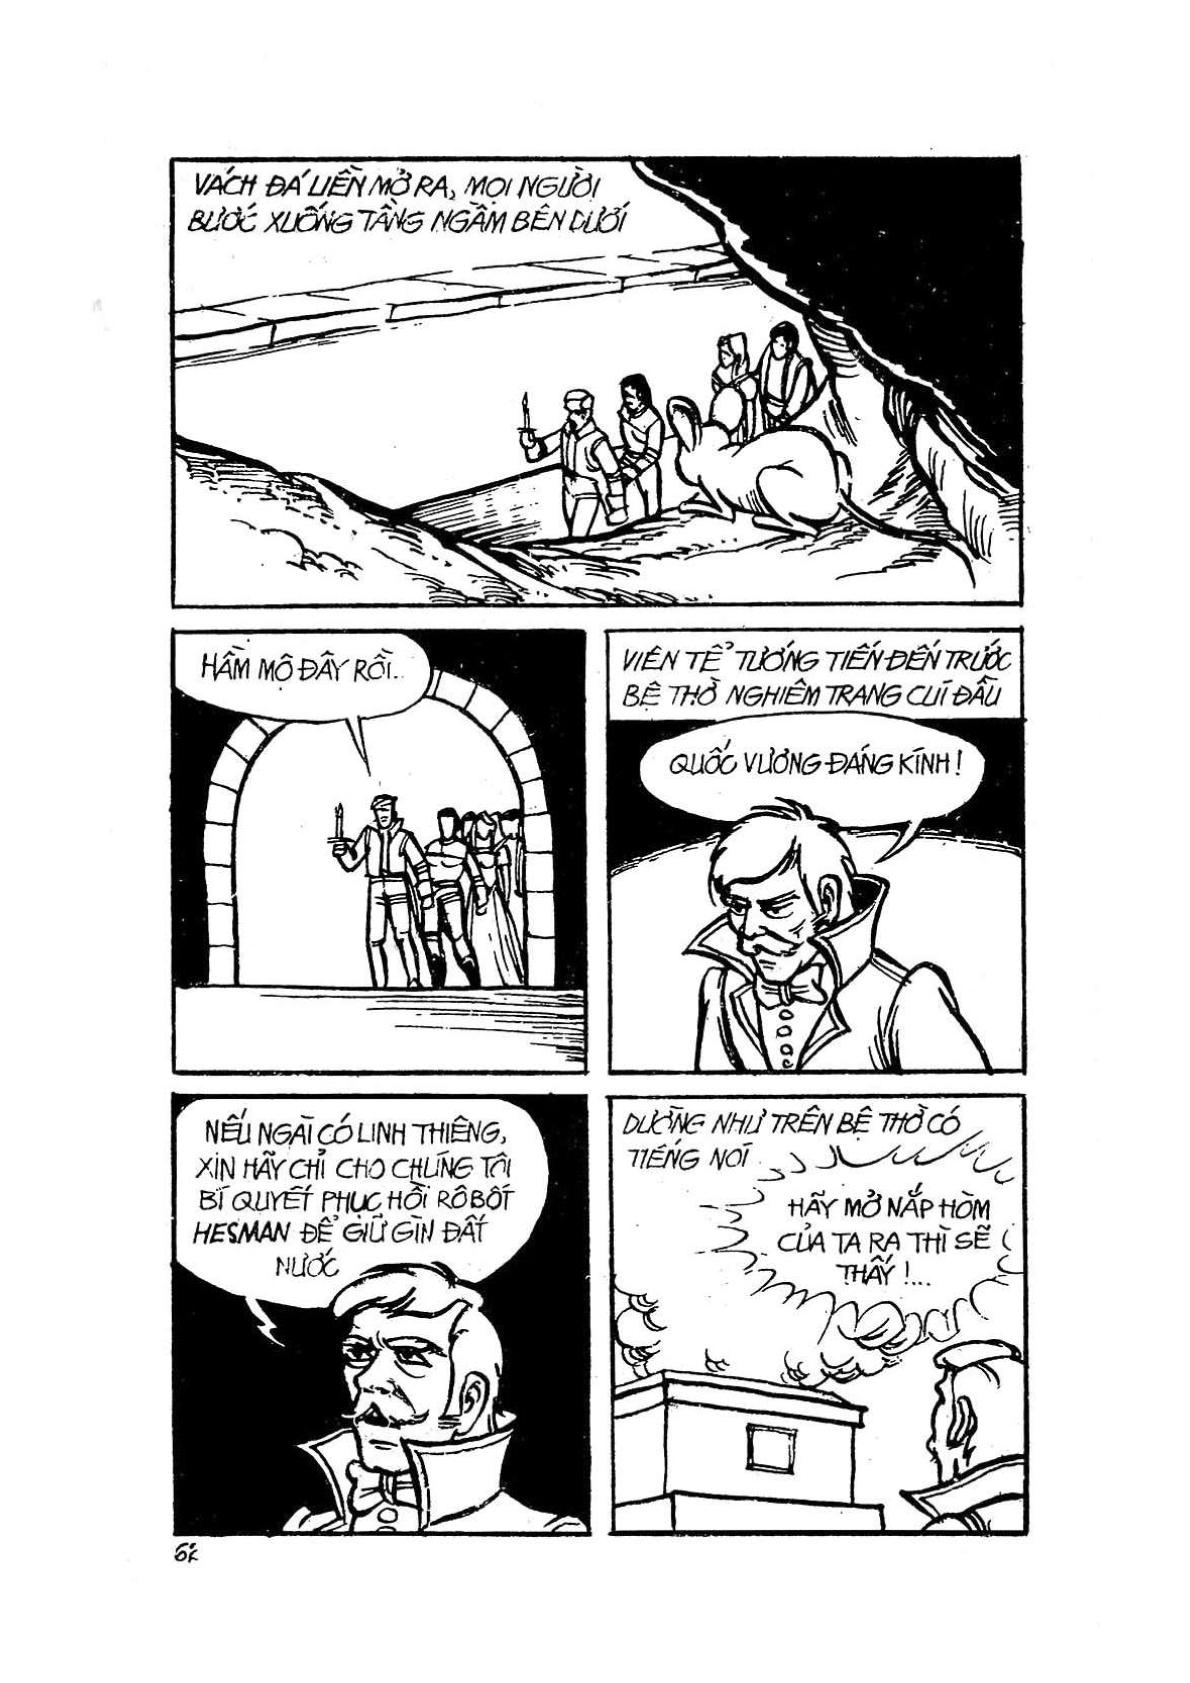 VÁCH ĐÁ LIỀN MỞ RA, MỌI NGƯỜI
BƯỚC XUỐNG TẦNG NGẦM BÊN DƯỚI
HẦM MỘ ĐÂY RỒI..
VIÊN TỂ TƯỚNG TIẾN ĐẾN TRƯỚC
BỆ THỜ NGHIÊM TRANG CÚI ĐẦU
QUỐC VƯƠNG ĐÁNG KÍNH!
NẾU NGÀI CÓ LINH THIÊNG,
XIN HÃY CHỈ CHO CHÚNG TÔI
BÍ QUYẾT PHỤC HỒI RÔBỐT
HESMAN ĐỂ GIỮ GÌN ĐẤT
NƯỚC
DƯỜNG NHƯ TRÊN BỆ THỜ CÓ
TIẾNG NÓI
HÃY MỞ NẮP HÒM
CỦA TA RA THÌ SẼ
THẤY!...